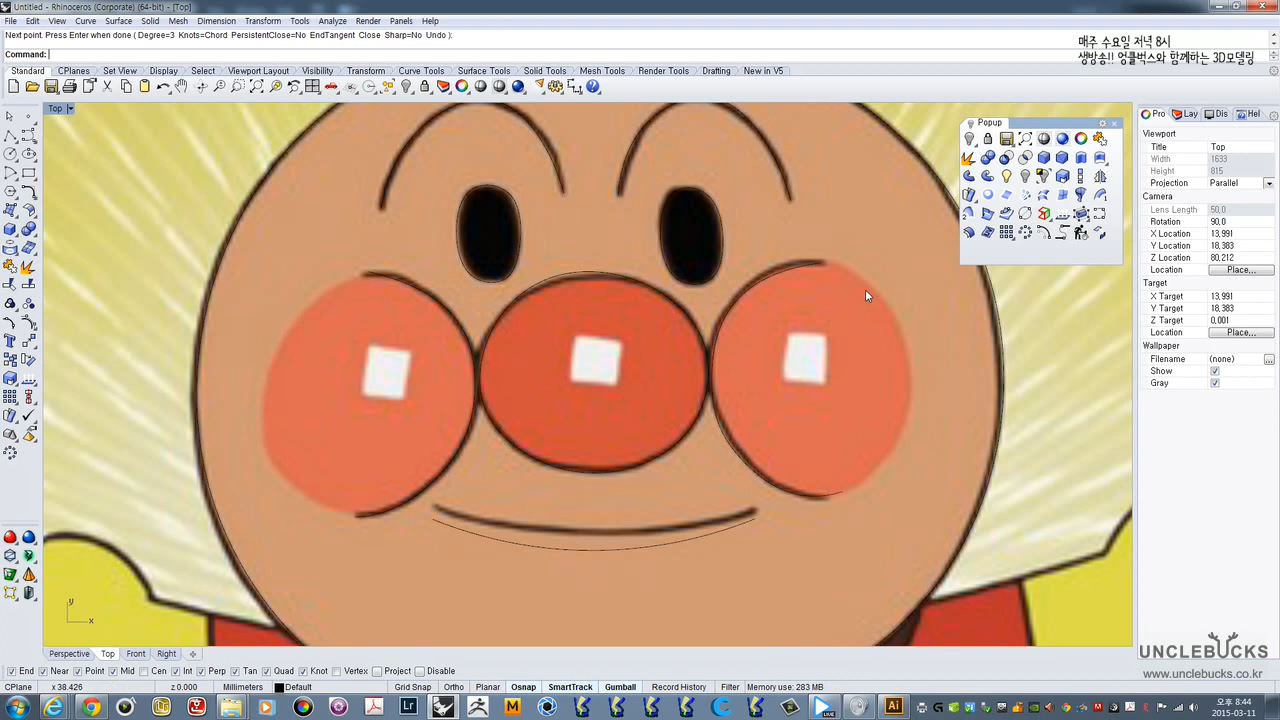 Untitled - Rhinoceros (Corporate) (64-bit) - [Top]
File Edit View Curve Surface Solid Mesh Dimension Transform Tools Analyze Render Panels Help
Next point. Press Enter when done ( Degree=3 Knots=Chord PersistentClose=No EndTangent Close Sharp=No Undo ):
Command:
매주 수요일 저녁 8시
생방송!! 엉클벅스와 함께하는 3D모델링
Standard CPlanes Set View Display Select Viewport Layout Visibility Transform Curve Tools Surface Tools Solid Tools Mesh Tools Render Tools Drafting New in V5
Top
Popup
Pro Lay Dis Hel
Viewport
Title Top
Width 1633
Height 815
Projection Parallel
Camera
Lens Length 50,0
Rotation 90,0
X Location 13,991
Y Location 18,383
Z Location 80,212
Location Place...
Target
X Target 13,991
Y Target 18,383
Z Target 0,001
Location Place...
Wallpaper
Filename (none) ...
Show
Gray
y
x
Perspective Top Front Right
End Near Point Mid Cen Int Perp Tan Quad Knot Vertex Project Disable
CPlane x 38.426 z 0.000 Millimeters Default Grid Snap Ortho Planar Osnap SmartTrack Gumball Record History Filter Memory use: 283 MB
UNCLEBUCKS
www.unclebucks.co.kr
Lr M LIVE Ai
오후 8:44
2015-03-11